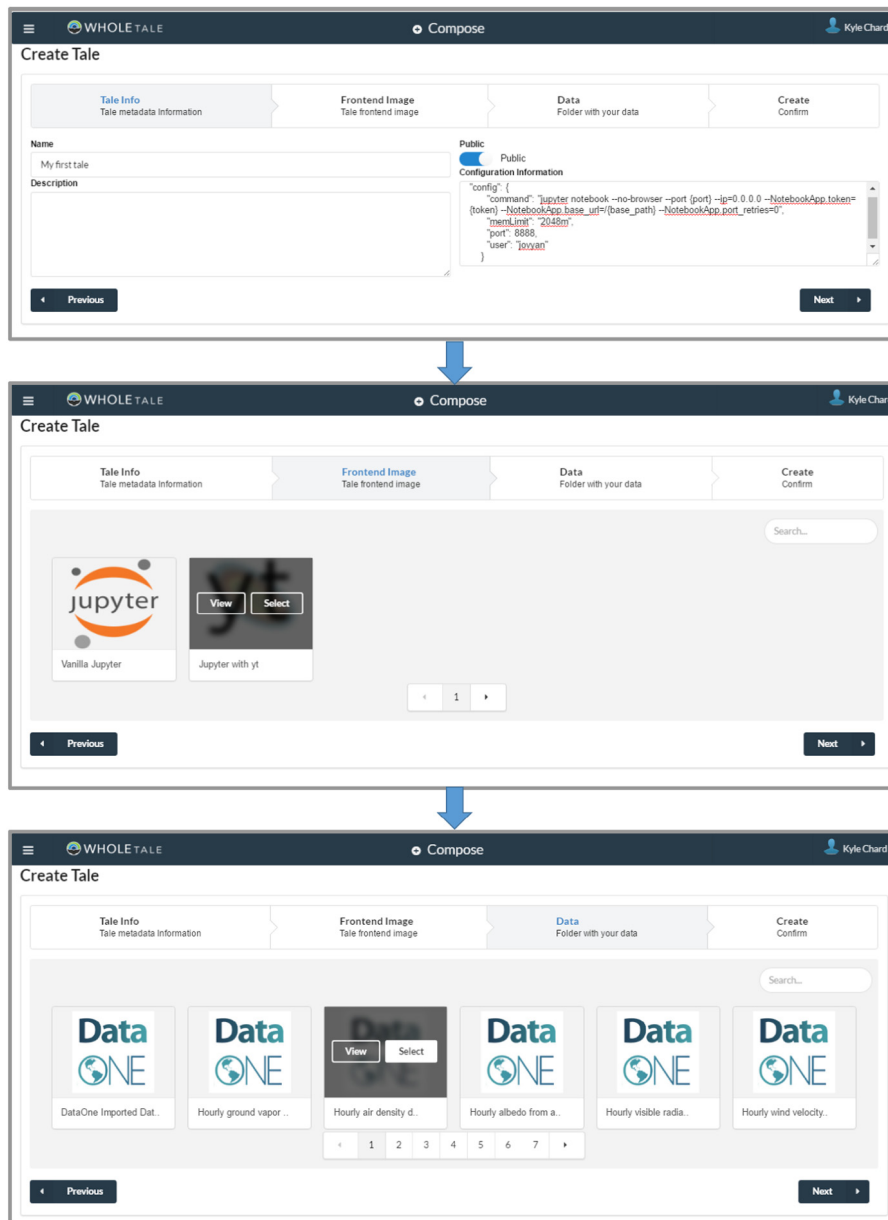 WHOLETALE
Compose
Kyle Chard
Create Tale
Tale Info
Tale metadata Information
Frontend Image
Tale frontend image
Data
Folder with your data
Create
Confirm
Name
My first tale
Description
Public
Public
Configuration Information
"config": {
"command": "jupyter notebook --no-browser --port {port} --ip=0.0.0.0 --NotebookApp.token=
{token} --NotebookApp.base_url=/{base_path} --NotebookApp.port_retries=0",
"memLimit": "2048m",
"port": 8888,
"user": "jovyan"
}
Previous
Next
WHOLETALE
Compose
Kyle Char
Create Tale
Tale Info
Tale metadata Information
Frontend Image
Tale frontend image
Data
Folder with your data
Create
Confirm
Search...
jupyter
yt
View
Select
Vanilla Jupyter
Jupyter with yt
1
Previous
Next
WHOLETALE
Compose
Kyle Chard
Create Tale
Tale Info
Tale metadata Information
Frontend Image
Tale frontend image
Data
Folder with your data
Create
Confirm
Search...
Data
ONE
Data
ONE
Data
View
Select
Data
ONE
Data
ONE
Data
ONE
DataOne Imported Dat..
Hourly ground vapor ..
Hourly air density d..
Hourly albedo from a..
Hourly visible radia..
Hourly wind velocity..
1 2 3 4 5 6 7
Previous
Next